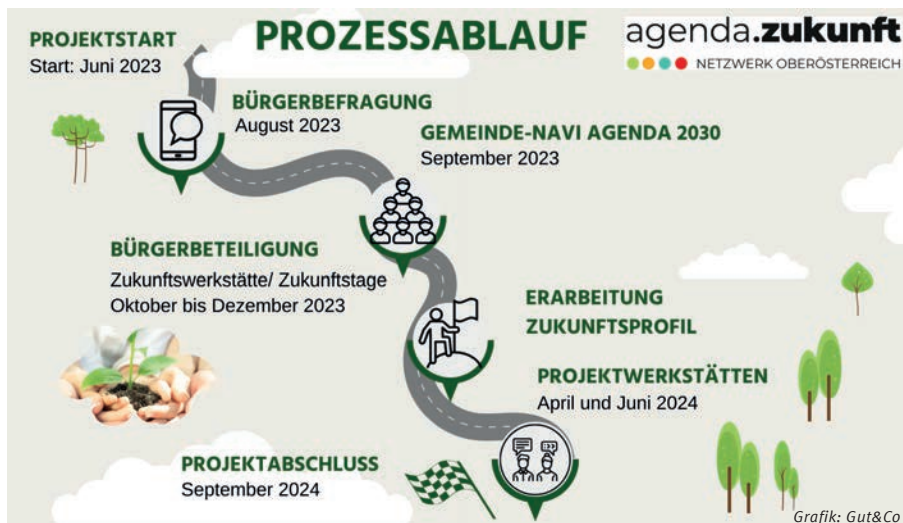 PROZESSABLAUF
agenda.zukunft
NETZWERK OBERÖSTERREICH
PROJEKTSTART
Start: Juni 2023
BÜRGERBEFRAGUNG
August 2023
GEMEINDE-NAVI AGENDA 2030
September 2023
BÜRGERBETEILIGUNG
Zukunftswerkstätte/ Zukunftstage
Oktober bis Dezember 2023
ERARBEITUNG
ZUKUNFTSPROFIL
PROJEKTWERKSTÄTTEN
April und Juni 2024
PROJEKTABSCHLUSS
September 2024
Grafik: Gut&Co